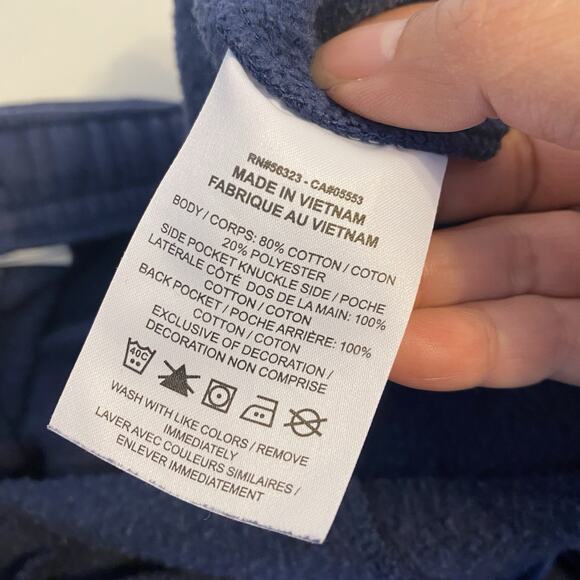 RN#56323 - CA#05553
MADE IN VIETNAM
FABRIQUE AU VIETNAM
BODY / CORPS: 80% COTTON / COTON
20% POLYESTER
SIDE POCKET KNUCKLE SIDE / POCHE
LATÉRALE CÔTÉ DOS DE LA MAIN: 100%
COTTON / COTON
BACK POCKET / POCHE ARRIÈRE: 100%
COTTON / COTON
EXCLUSIVE OF DECORATION /
DECORATION NON COMPRISE
40C
WASH WITH LIKE COLORS / REMOVE
IMMEDIATELY
LAVER AVEC COULEURS SIMILAIRES /
ENLEVER IMMEDIATEMENT